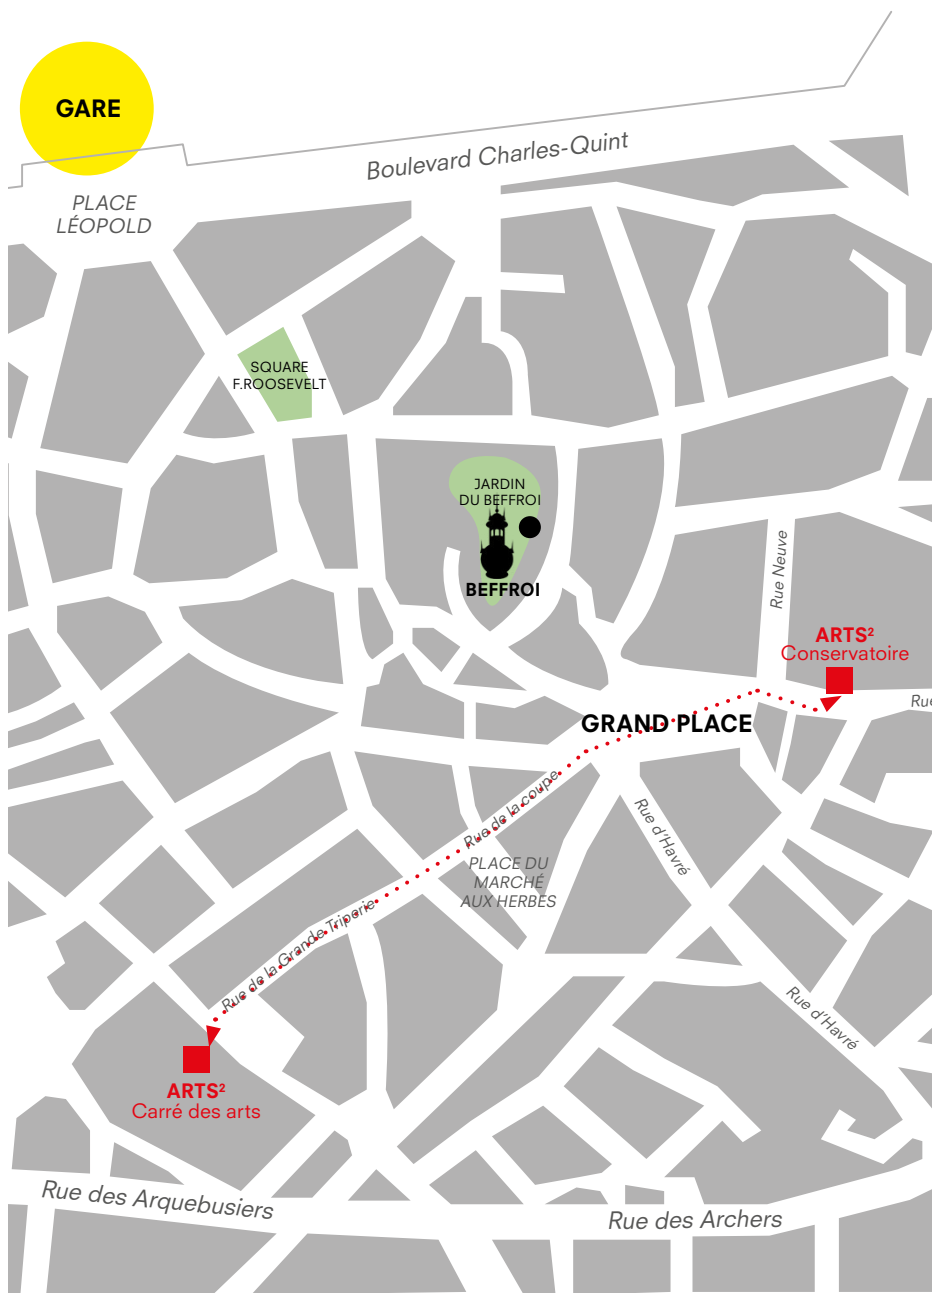 GARE
Boulevard Charles-Quint
PLACE
LÉOPOLD
SQUARE
F.ROOSEVELT
JARDIN
DU BEFFROI
BEFFROI
Rue Neuve
ARTS²
Conservatoire
Rue
GRAND PLACE
Rue de la coupe
Rue d'Havré
PLACE DU
MARCHÉ
AUX HERBES
Rue de la Grande Triperie
Rue d'Havré
ARTS²
Carré des arts
Rue des Arquebusiers
Rue des Archers